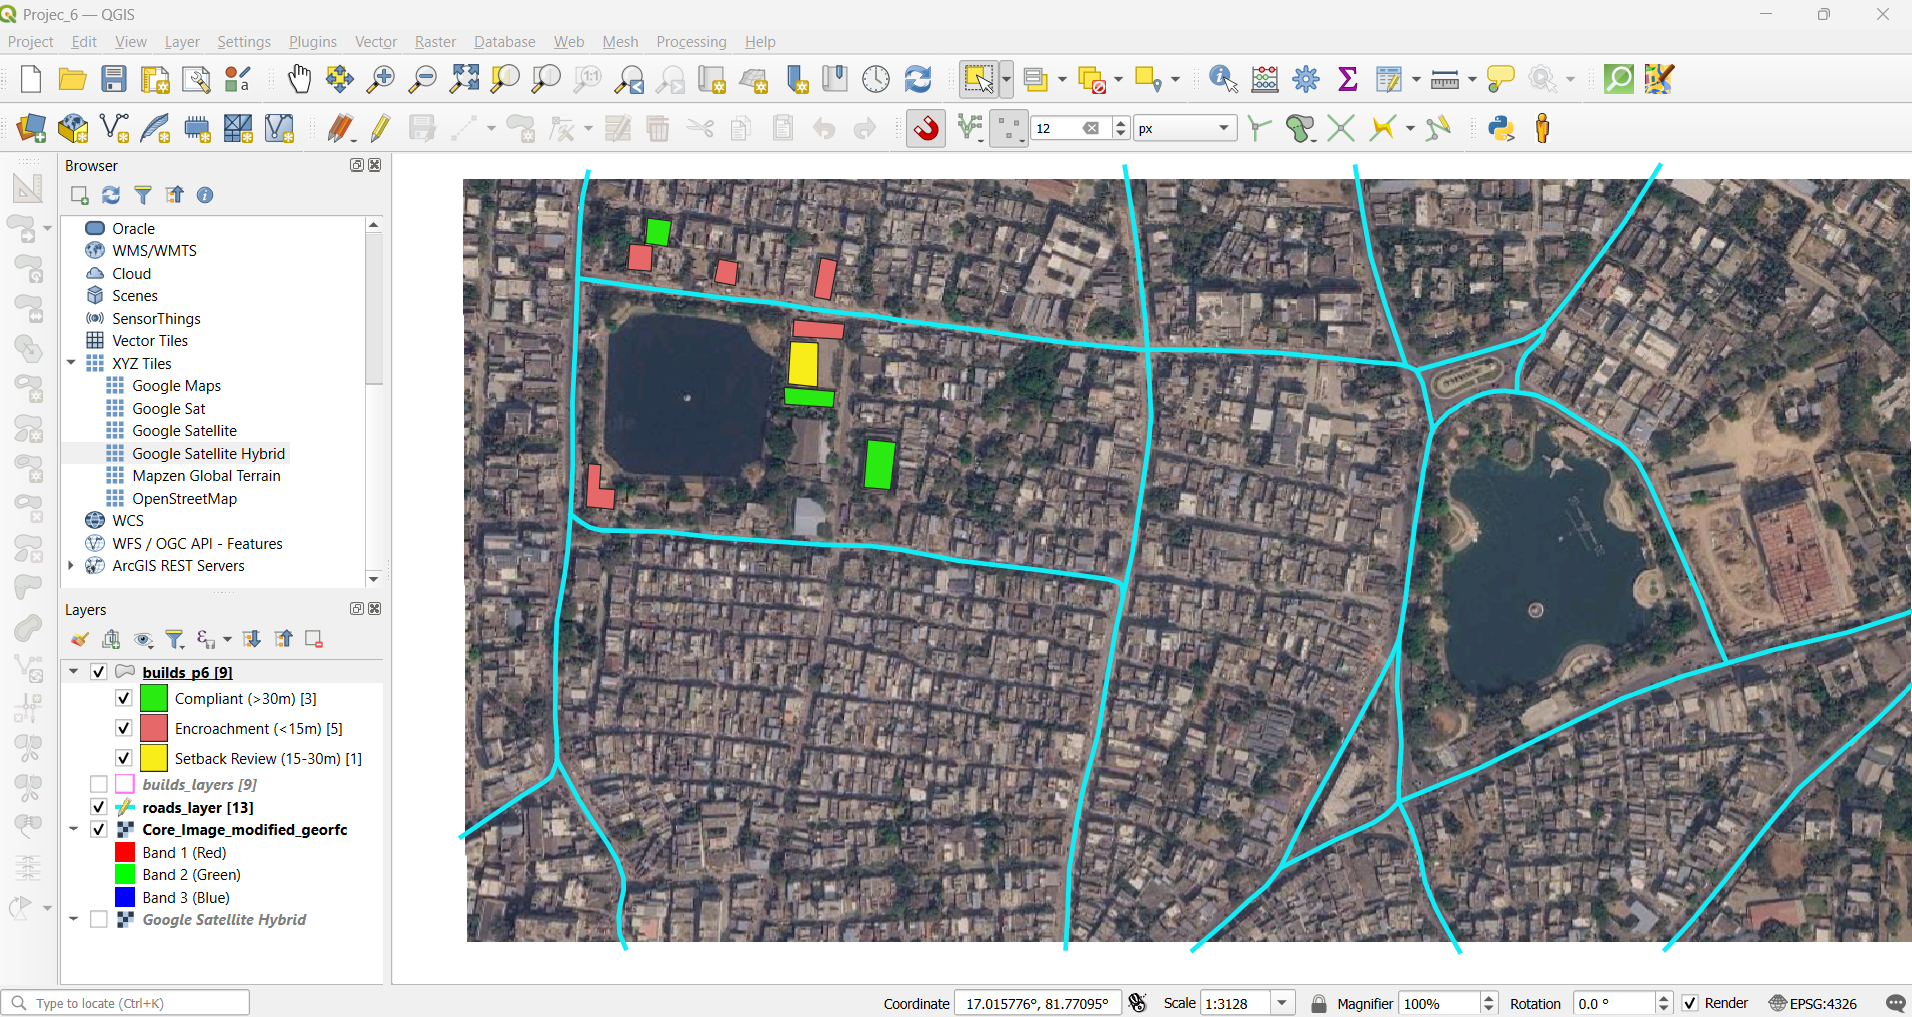 Projec_6 — QGIS
Project Edit View Layer Settings Plugins Vector Raster Database Web Mesh Processing Help
1:1
12 px
Browser
Oracle
WMS/WMTS
Cloud
Scenes
SensorThings
Vector Tiles
XYZ Tiles
Google Maps
Google Sat
Google Satellite
Google Satellite Hybrid
Mapzen Global Terrain
OpenStreetMap
WCS
WFS / OGC API - Features
ArcGIS REST Servers
Layers
builds_p6 [9]
Compliant (>30m) [3]
Encroachment (<15m) [5]
Setback Review (15-30m) [1]
builds_layers [9]
roads_layer [13]
Core_Image_modified_georfc
Band 1 (Red)
Band 2 (Green)
Band 3 (Blue)
Google Satellite Hybrid
Type to locate (Ctrl+K) Coordinate 17.015776°, 81.77095° Scale 1:3128 Magnifier 100% Rotation 0.0 ° Render EPSG:4326